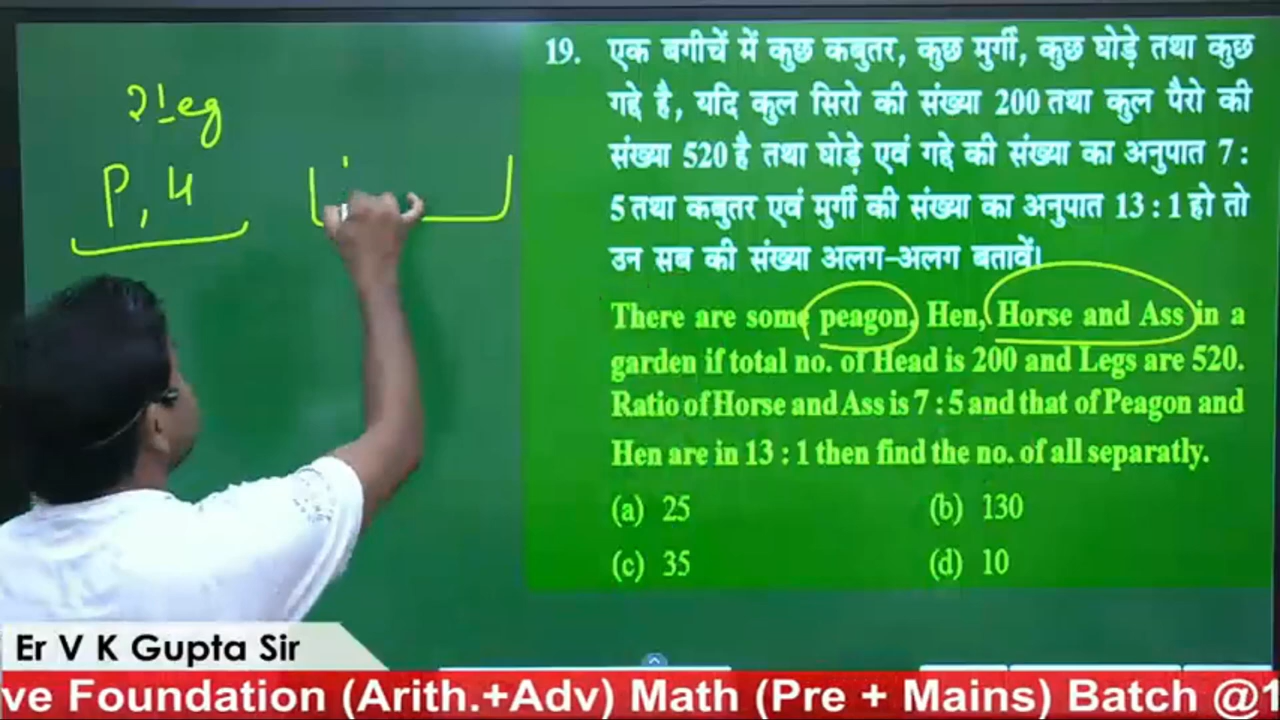 2 Leg
P, H
19. एक बगीचें में कुछ कबुतर, कुछ मुर्गी, कुछ घोड़े तथा कुछ
गद्दे है, यदि कुल सिरो की संख्या 200 तथा कुल पैरो की
संख्या 520 है तथा घोड़े एवं गद्दे की संख्या का अनुपात 7 :
5 तथा कबुतर एवं मुर्गी की संख्या का अनुपात 13 : 1 हो तो
उन सब की संख्या अलग-अलग बतावें।
There are some peagon, Hen, Horse and Ass in a
garden if total no. of Head is 200 and Legs are 520.
Ratio of Horse and Ass is 7 : 5 and that of Peagon and
Hen are in 13 : 1 then find the no. of all separatly.
(a) 25 (b) 130
(c) 35 (d) 10
Er V K Gupta Sir
ve Foundation (Arith.+Adv) Math (Pre + Mains) Batch @1